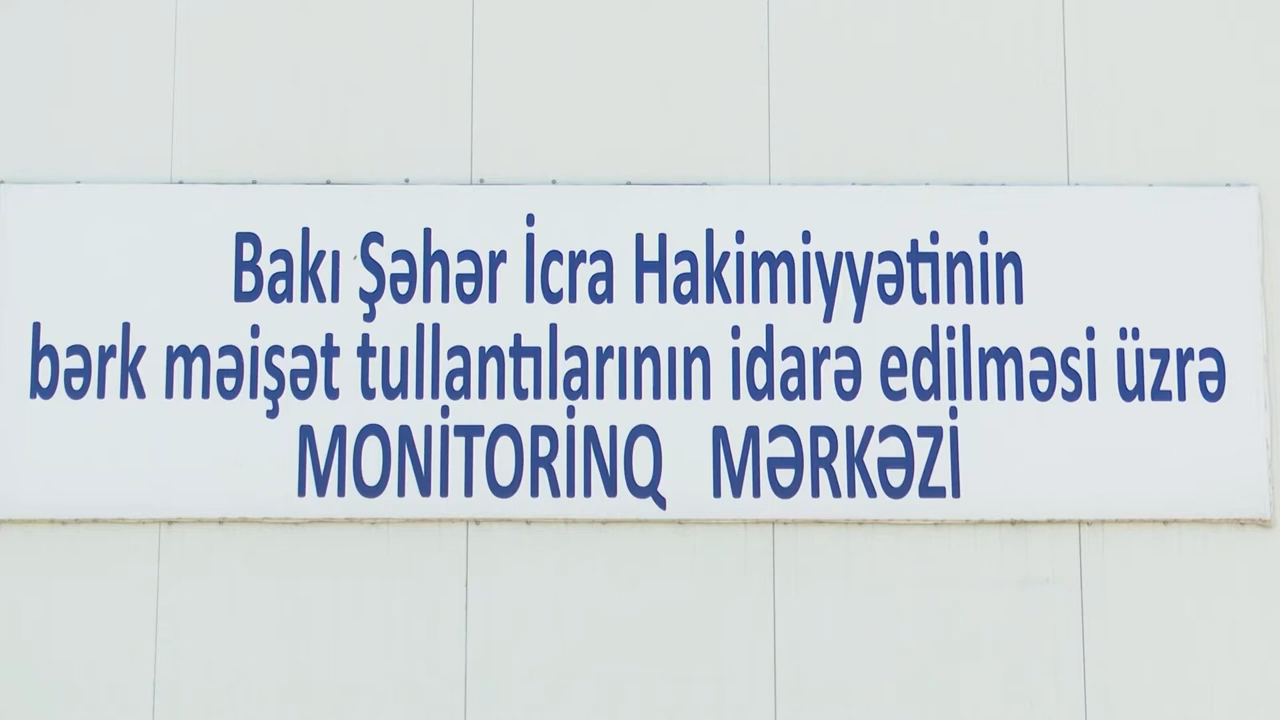 Bakı Şəhər İcra Hakimiyyətinin
bərk məişət tullantılarının idarə edilməsi üzrə
MONİTORİNQ MƏRKƏZİ